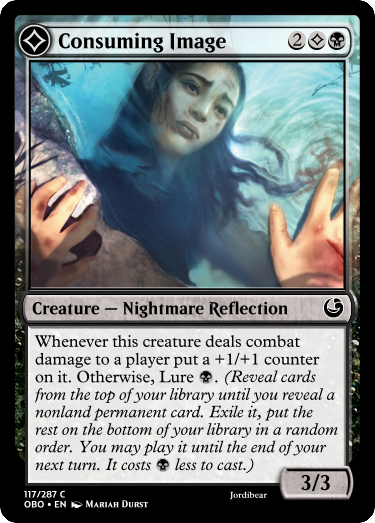 Consuming Image 2
Creature — Nightmare Reflection
Whenever this creature deals combat
damage to a player put a +1/+1 counter
on it. Otherwise, Lure . (Reveal cards
from the top of your library until you reveal a
nonland permanent card. Exile it, put the
rest on the bottom of your library in a random
order. You may play it until the end of your
next turn. It costs less to cast.)
3/3
117/287 C
OBO • EN Mariah Durst
Jordibear